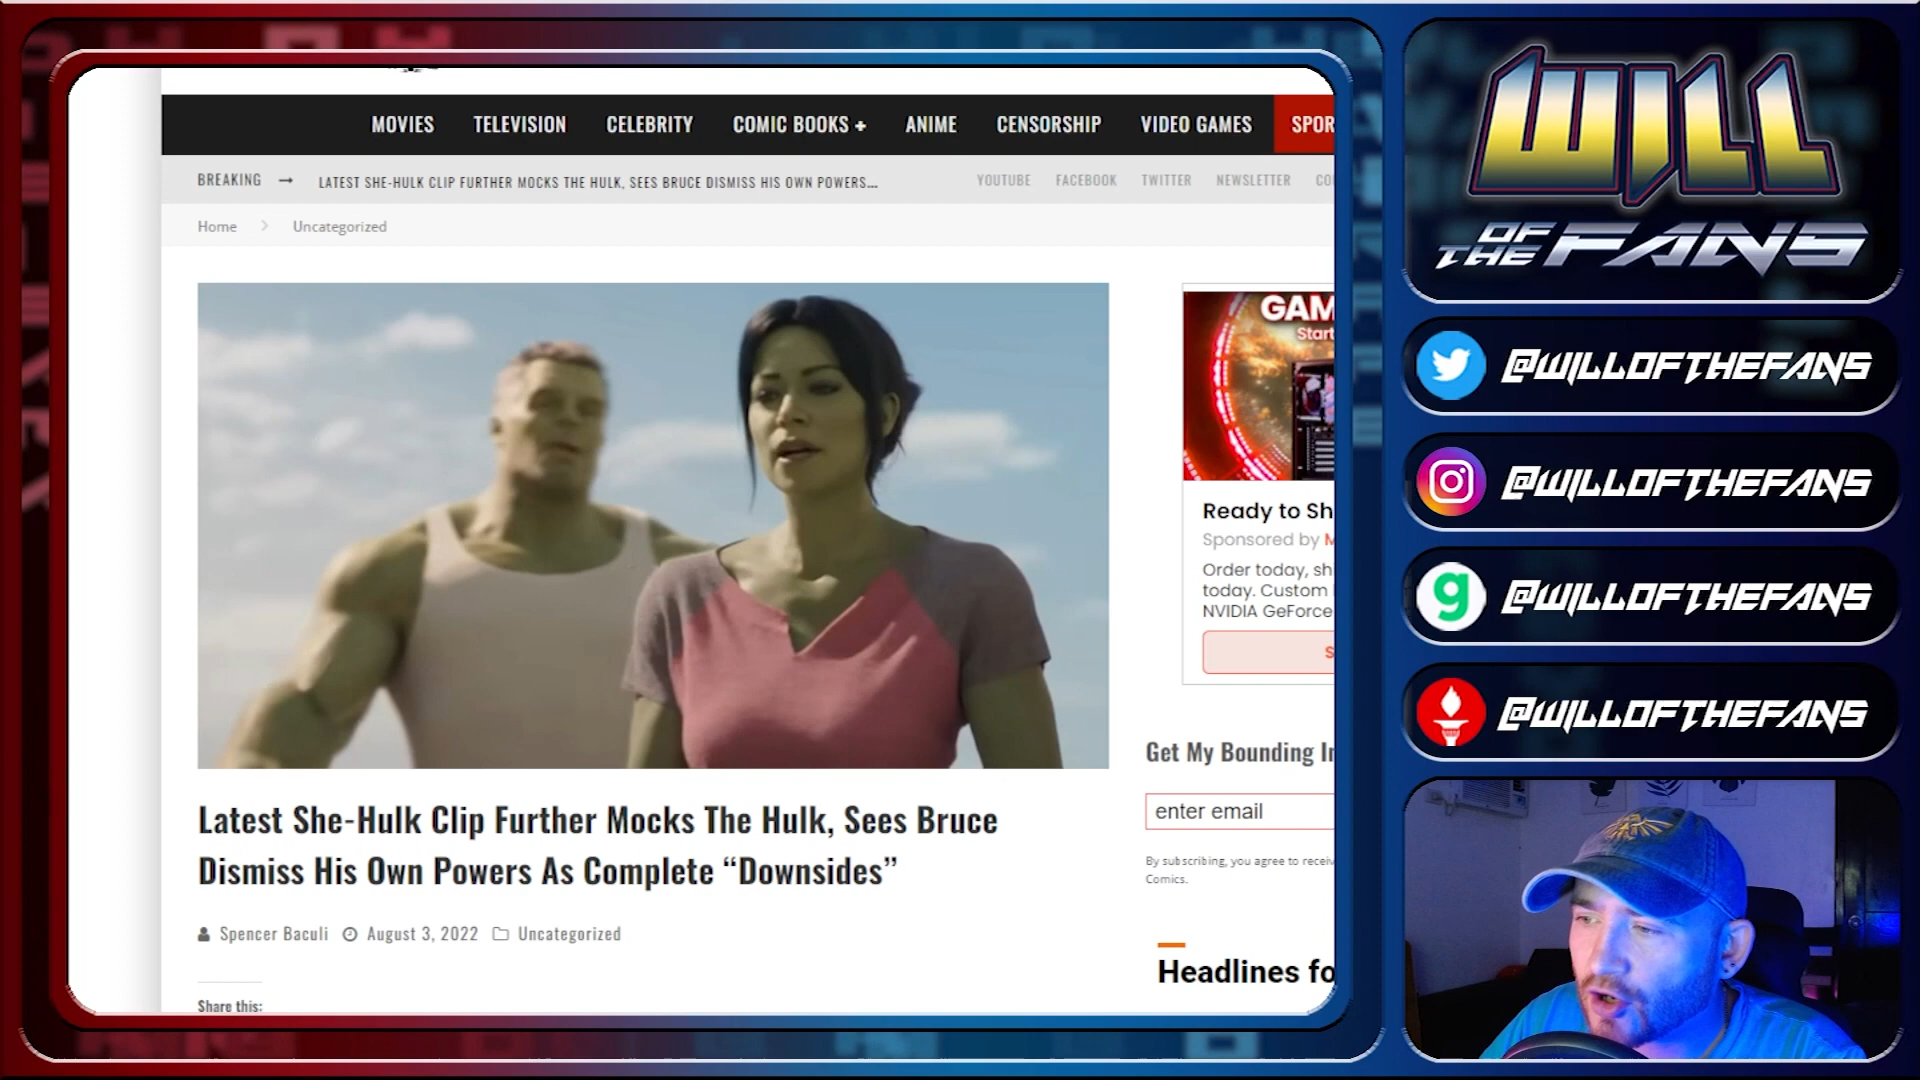 MOVIES TELEVISION CELEBRITY COMIC BOOKS + ANIME CENSORSHIP VIDEO GAMES SPOR
BREAKING → LATEST SHE-HULK CLIP FURTHER MOCKS THE HULK, SEES BRUCE DISMISS HIS OWN POWERS... YOUTUBE FACEBOOK TWITTER NEWSLETTER CO
Home > Uncategorized
GAM
Start
Ready to Sh
Sponsored by M
Order today, sh
today. Custom
NVIDIA GeForce
S
Get My Bounding In
enter email
By subscribing, you agree to receiv
Comics.
Headlines fo
Latest She-Hulk Clip Further Mocks The Hulk, Sees Bruce
Dismiss His Own Powers As Complete “Downsides”
Spencer Baculi August 3, 2022 Uncategorized
Share this:
WILL
OF THE FANS
@WILLOFTHEFANS
@WILLOFTHEFANS
g @WILLOFTHEFANS
@WILLOFTHEFANS